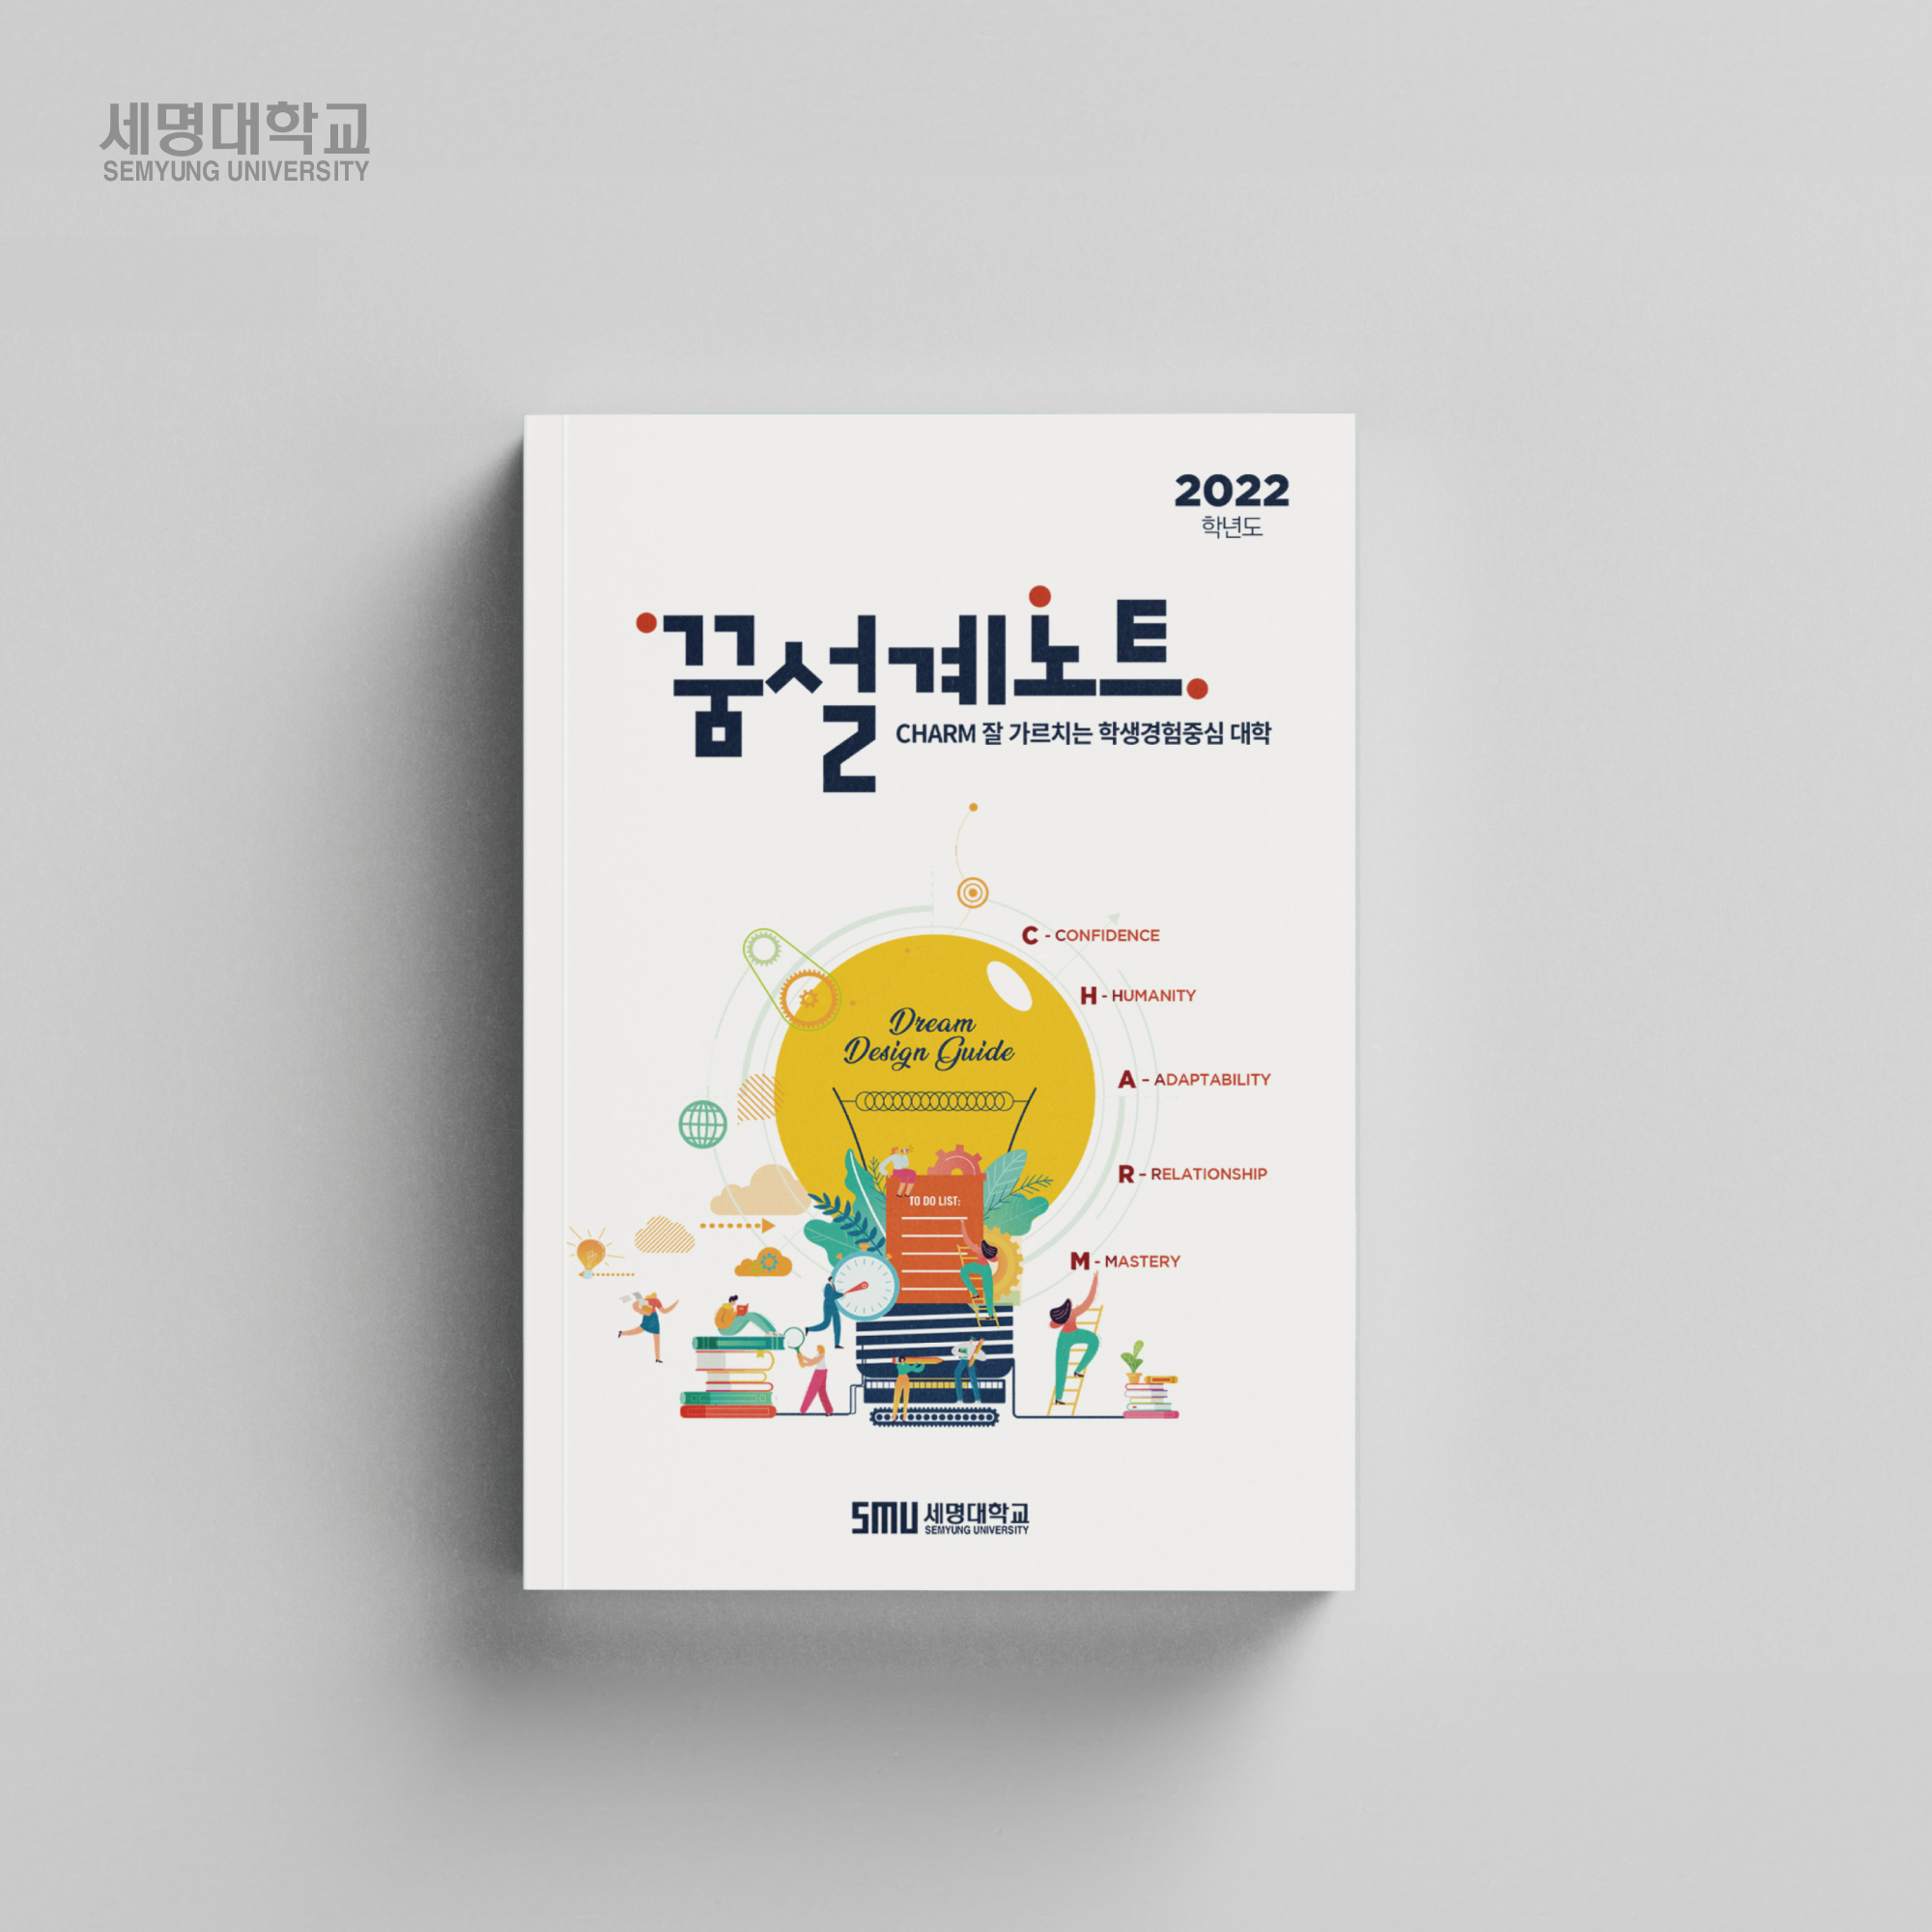 세명대학교
SEMYUNG UNIVERSITY
2022
학년도
꿈설계노트
CHARM 잘 가르치는 학생경험중심 대학
C - CONFIDENCE
H - HUMANITY
Dream
Design Guide
A - ADAPTABILITY
R - RELATIONSHIP
TO DO LIST:
M - MASTERY
SMU 세명대학교
SEMYUNG UNIVERSITY